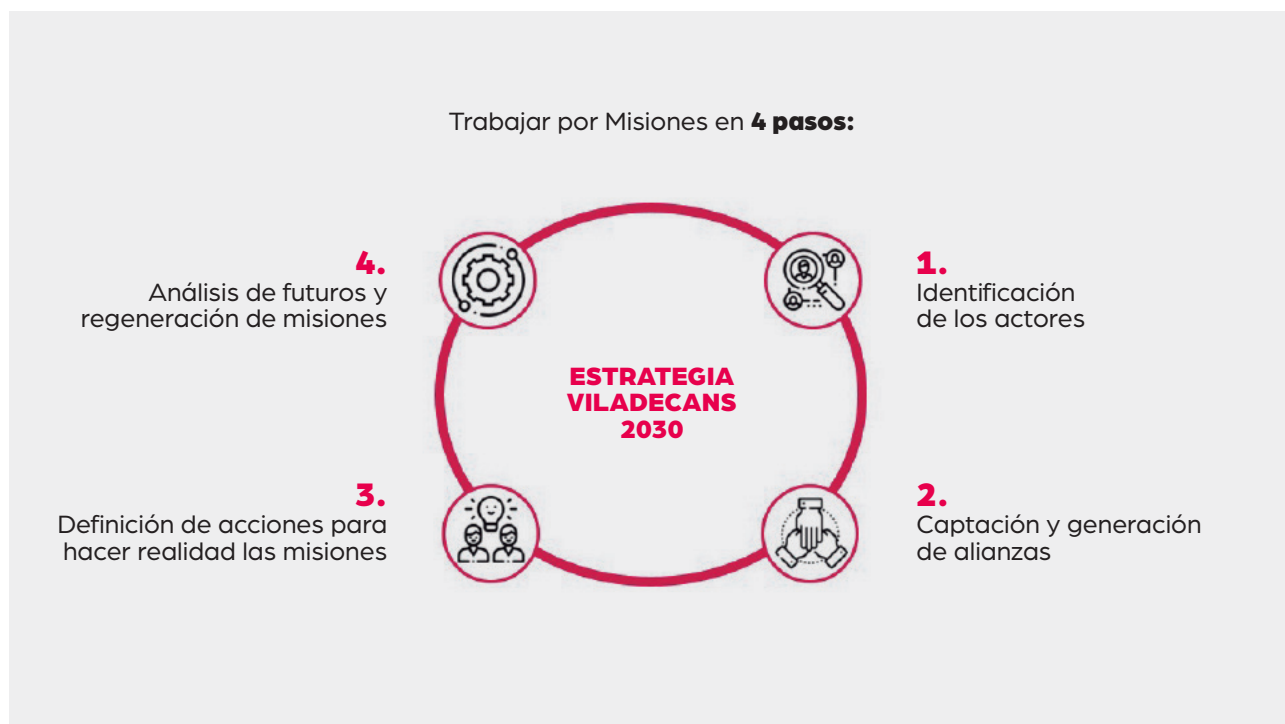 Trabajar por Misiones en 4 pasos:
1.
Identificación
de los actores
2.
Captación y generación
de alianzas
3.
Definición de acciones para
hacer realidad las misiones
4.
Análisis de futuros y
regeneración de misiones
ESTRATEGIA
VILADECANS
2030